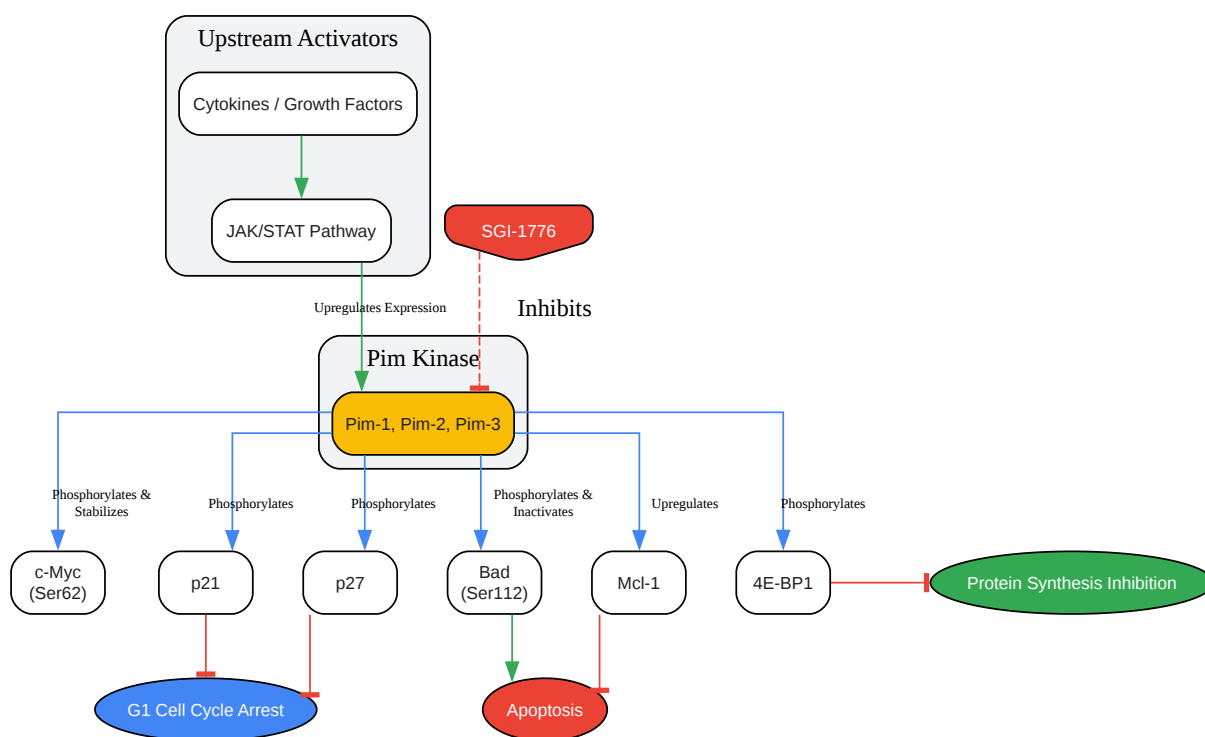 Upstream Activators
Cytokines / Growth Factors
JAK/STAT Pathway
SGI-1776
Upregulates Expression
Inhibits
Pim Kinase
Pim-1, Pim-2, Pim-3
Phosphorylates &
Stabilizes
Phosphorylates
Phosphorylates
Phosphorylates &
Inactivates
Upregulates
Phosphorylates
c-Myc
(Ser62)
p21
p27
Bad
(Ser112)
Mcl-1
4E-BP1
Protein Synthesis Inhibition
G1 Cell Cycle Arrest
Apoptosis